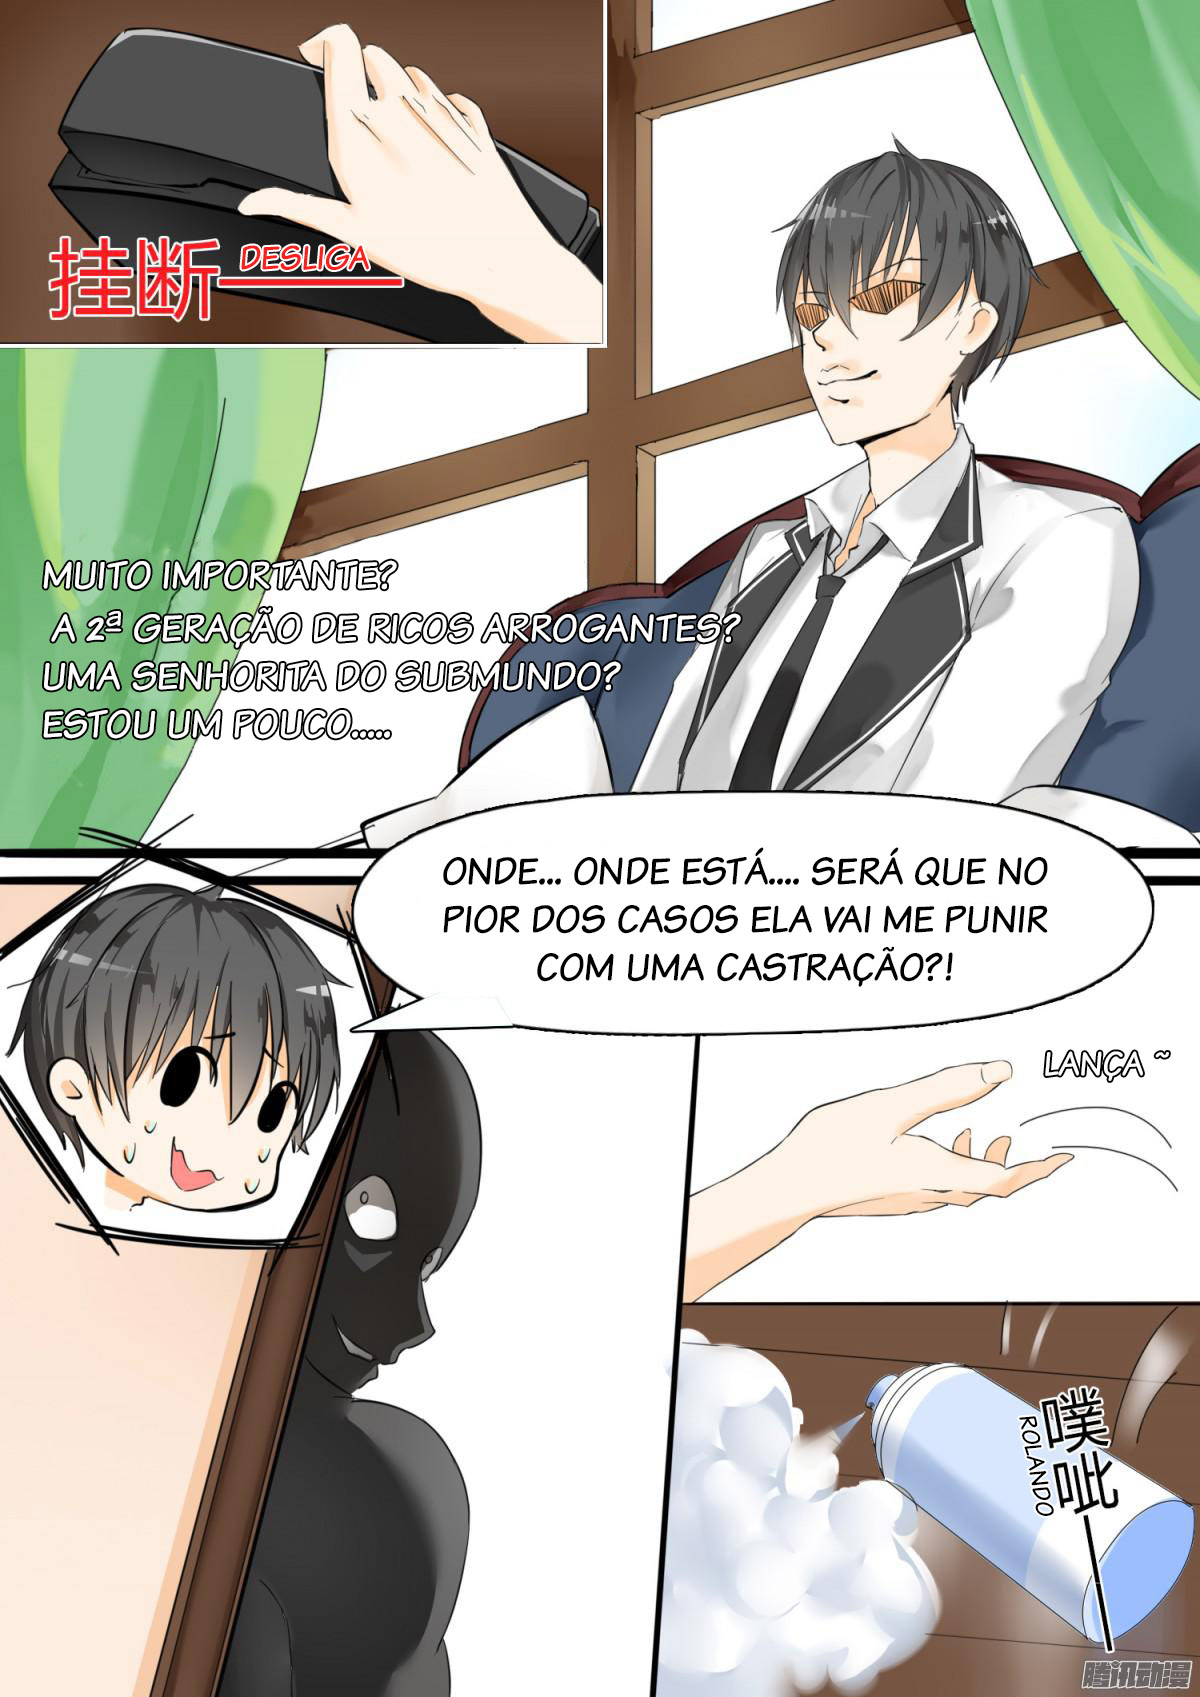 挂断
DESLIGA
MUITO IMPORTANTE?
A 2ª GERAÇÃO DE RICOS ARROGANTES?
UMA SENHORITA DO SUBMUNDO?
ESTOU UM POUCO.....
ONDE... ONDE ESTÁ.... SERÁ QUE NO
PIOR DOS CASOS ELA VAI ME PUNIR
COM UMA CASTRAÇÃO?!
LANÇA ~
噗呲
ROLANDO
腾讯动漫